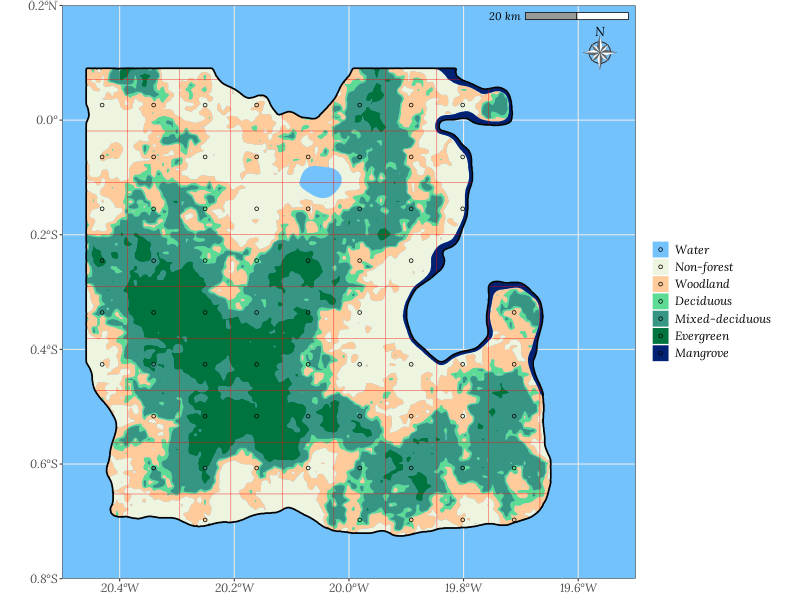 0.2°N
20 km
N
0.0°
0.2°S
0.4°S
0.6°S
0.8°S
20.4°W
20.2°W
20.0°W
19.8°W
19.6°W
Water
Non-forest
Woodland
Deciduous
Mixed-deciduous
Evergreen
Mangrove